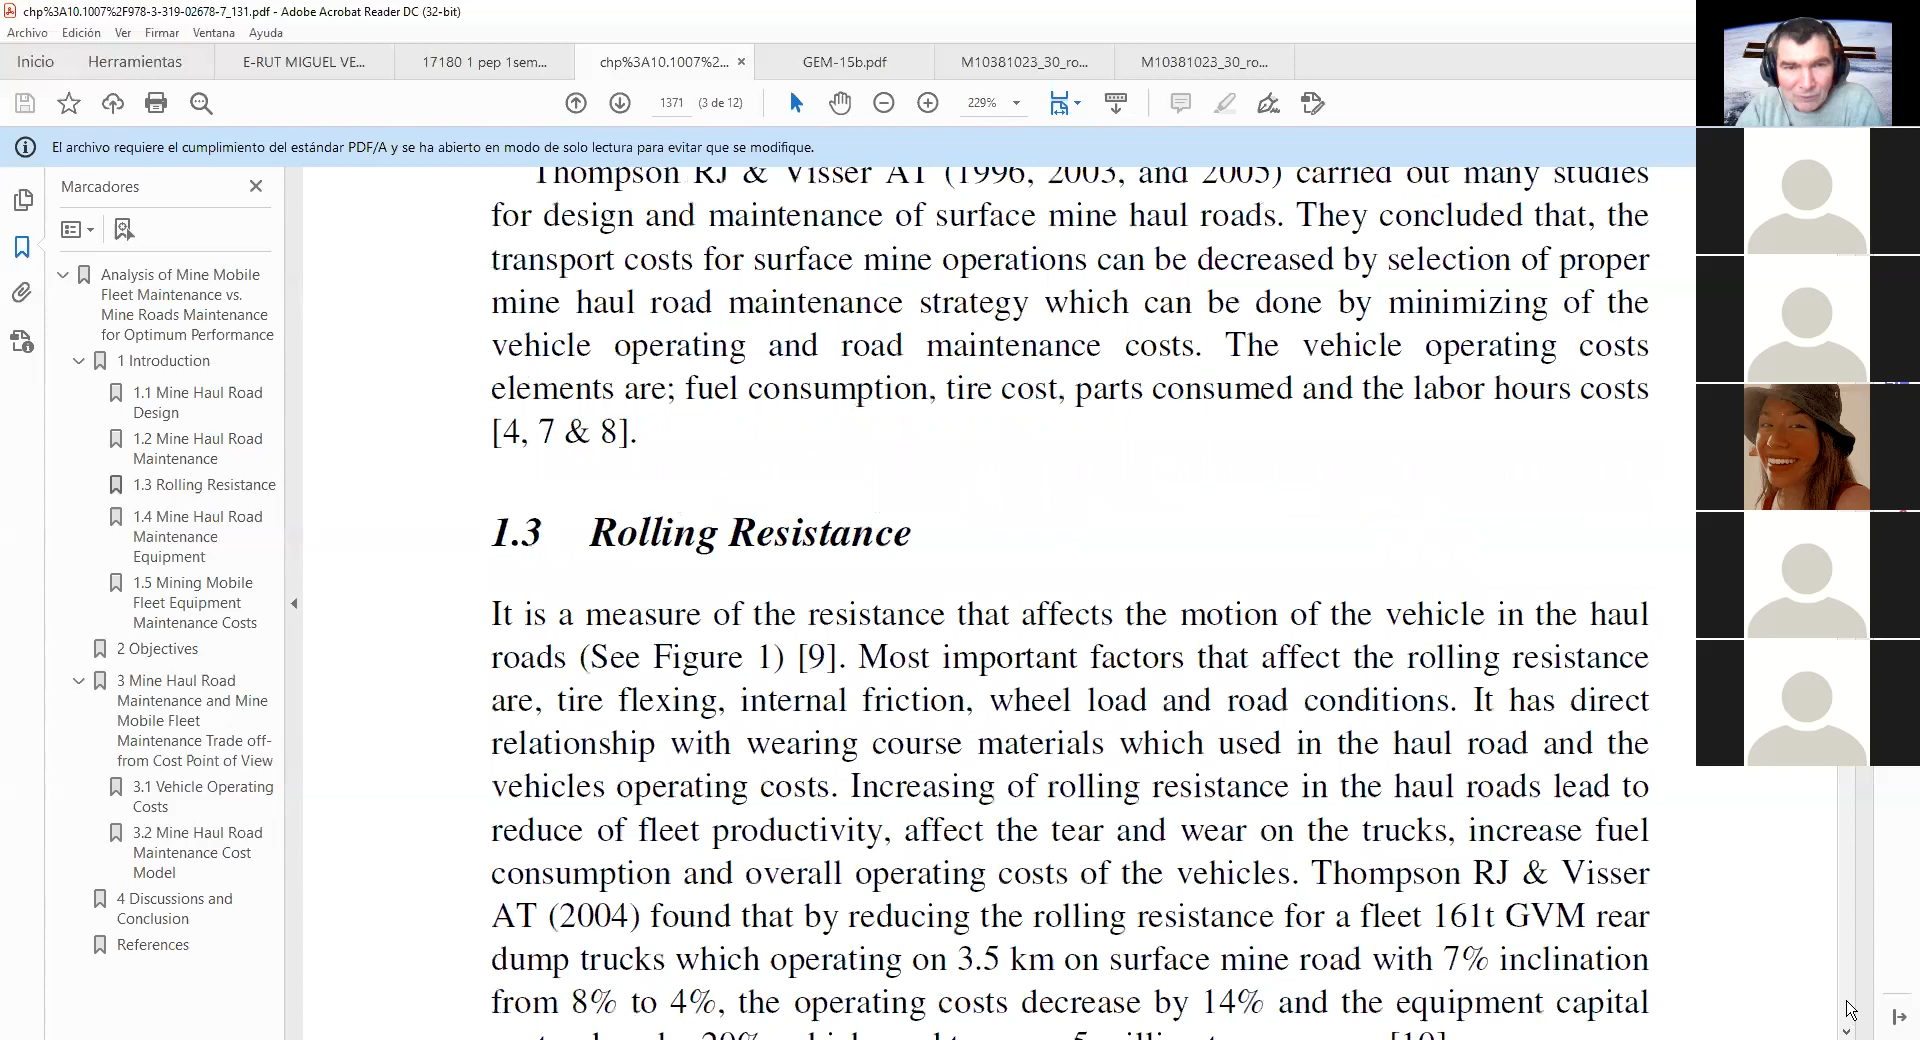 chp%3A10.1007%2F978-3-319-02678-7_131.pdf - Adobe Acrobat Reader DC (32-bit)
Archivo Edición Ver Firmar Ventana Ayuda
Inicio Herramientas E-RUT MIGUEL VE... 17180 1 pep 1sem... chp%3A10.1007%2... × GEM-15b.pdf M10381023_30_ro... M10381023_30_ro...
1371 (3 de 12) 229%
El archivo requiere el cumplimiento del estándar PDF/A y se ha abierto en modo de solo lectura para evitar que se modifique.
Marcadores
Analysis of Mine Mobile
Fleet Maintenance vs.
Mine Roads Maintenance
for Optimum Performance
1 Introduction
1.1 Mine Haul Road
Design
1.2 Mine Haul Road
Maintenance
1.3 Rolling Resistance
1.4 Mine Haul Road
Maintenance
Equipment
1.5 Mining Mobile
Fleet Equipment
Maintenance Costs
2 Objectives
3 Mine Haul Road
Maintenance and Mine
Mobile Fleet
Maintenance Trade off-
from Cost Point of View
3.1 Vehicle Operating
Costs
3.2 Mine Haul Road
Maintenance Cost
Model
4 Discussions and
Conclusion
References
Thompson RJ & Visser AT (1996, 2003, and 2005) carried out many studies
for design and maintenance of surface mine haul roads. They concluded that, the
transport costs for surface mine operations can be decreased by selection of proper
mine haul road maintenance strategy which can be done by minimizing of the
vehicle operating and road maintenance costs. The vehicle operating costs
elements are; fuel consumption, tire cost, parts consumed and the labor hours costs
[4, 7 & 8].
1.3 Rolling Resistance
It is a measure of the resistance that affects the motion of the vehicle in the haul
roads (See Figure 1) [9]. Most important factors that affect the rolling resistance
are, tire flexing, internal friction, wheel load and road conditions. It has direct
relationship with wearing course materials which used in the haul road and the
vehicles operating costs. Increasing of rolling resistance in the haul roads lead to
reduce of fleet productivity, affect the tear and wear on the trucks, increase fuel
consumption and overall operating costs of the vehicles. Thompson RJ & Visser
AT (2004) found that by reducing the rolling resistance for a fleet 161t GVM rear
dump trucks which operating on 3.5 km on surface mine road with 7% inclination
from 8% to 4%, the operating costs decrease by 14% and the equipment capital